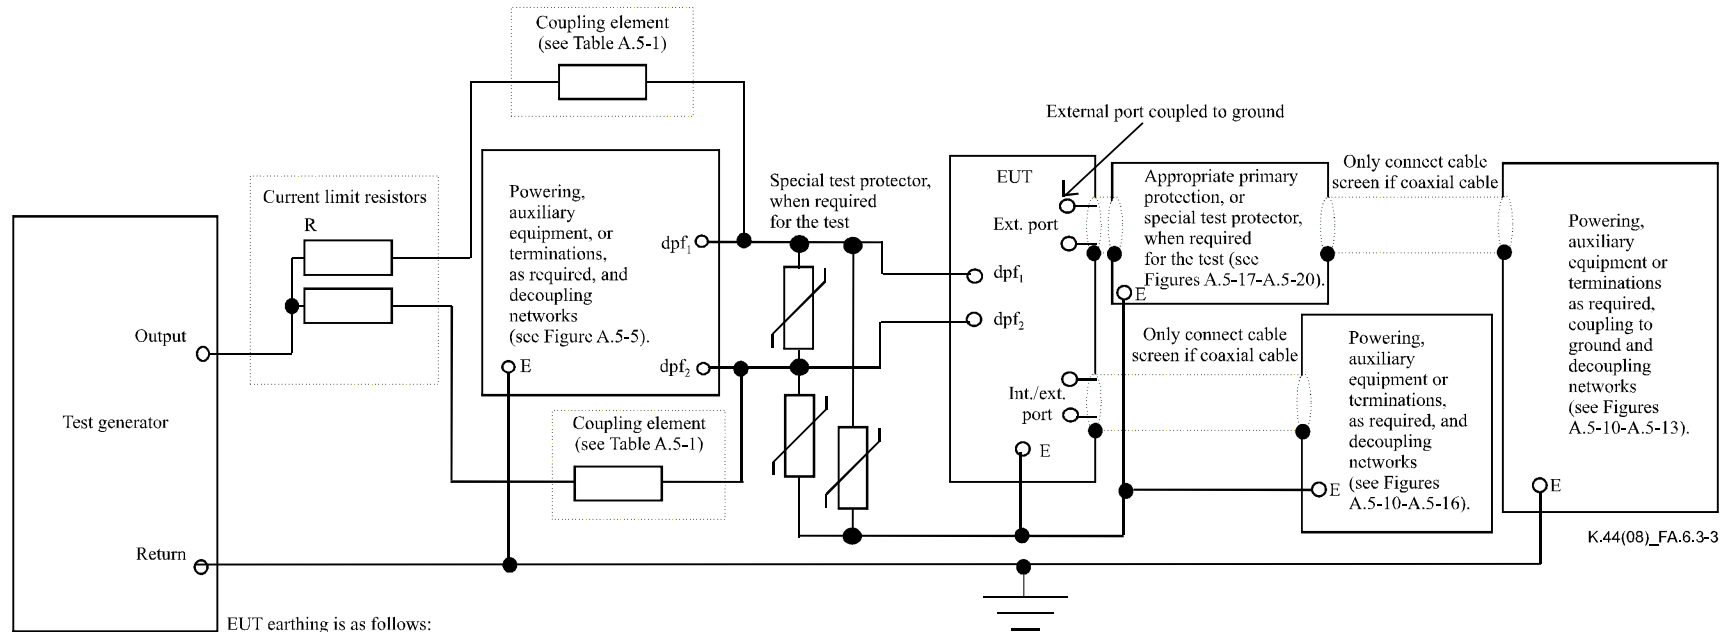 Coupling element
(see Table A.5-1)
External port coupled to ground
Current limit resistors
R
Powering,
auxiliary
equipment, or
terminations,
as required, and
decoupling
networks
(see Figure A.5-5).
dpf1
dpf2
E
Special test protector,
when required
for the test
EUT
Ext. port
dpf1
dpf2
Int./ext.
port
E
Appropriate primary
protection, or
special test protector,
when required
for the test (see
Figures A.5-17-A.5-20).
E
Only connect cable
screen if coaxial cable
Powering,
auxiliary
equipment or
terminations
as required,
coupling to
ground and
decoupling
networks
(see Figures
A.5-10-A.5-13).
E
Only connect cable
screen if coaxial cable
Powering,
auxiliary
equipment or
terminations,
as required, and
decoupling
networks
(see Figures
A.5-10-A.5-16).
E
Output
Test generator
Return
Coupling element
(see Table A.5-1)
K.44(08)_FA.6.3-3
EUT earthing is as follows: